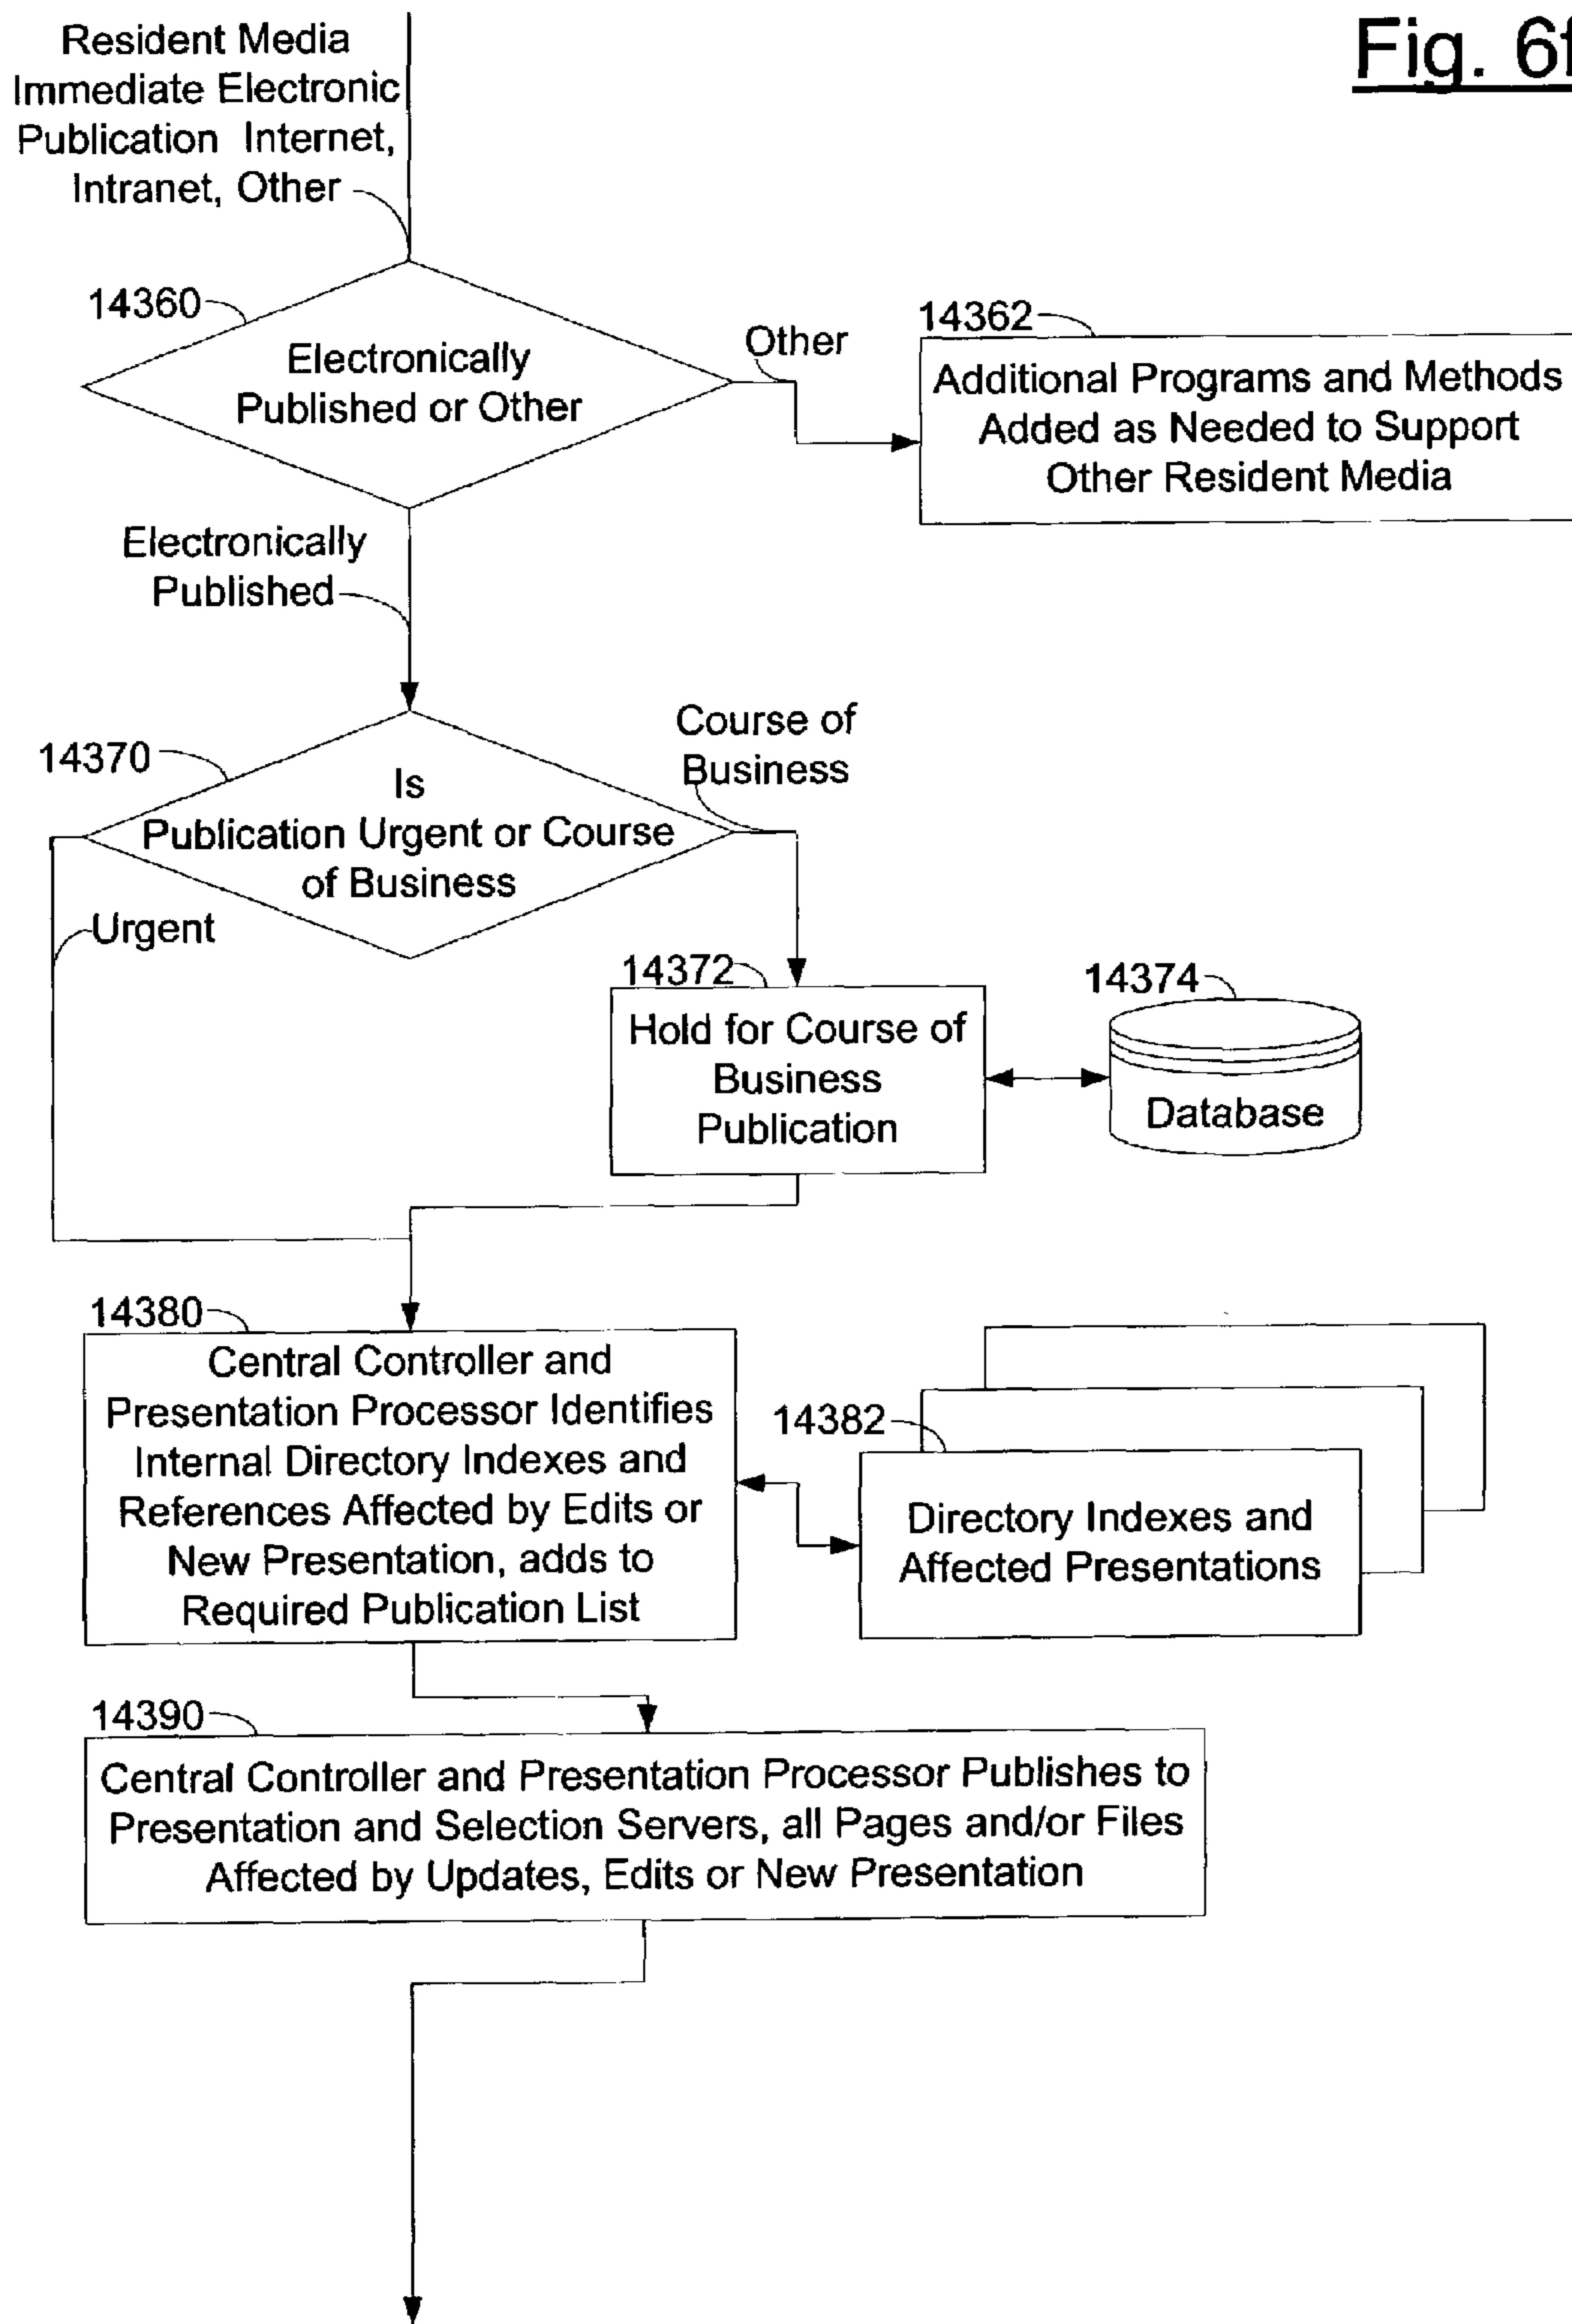 Fig. 6f
Resident Media
Immediate Electronic
Publication Internet,
Intranet, Other
14360
Electronically
Published or Other
Other
14362
Additional Programs and Methods
Added as Needed to Support
Other Resident Media
Electronically
Published
14370
Is
Publication Urgent or Course
of Business
Course of
Business
Urgent
14372
Hold for Course of
Business
Publication
14374
Database
14380
Central Controller and
Presentation Processor Identifies
Internal Directory Indexes and
References Affected by Edits or
New Presentation, adds to
Required Publication List
14382
Directory Indexes and
Affected Presentations
14390
Central Controller and Presentation Processor Publishes to
Presentation and Selection Servers, all Pages and/or Files
Affected by Updates, Edits or New Presentation